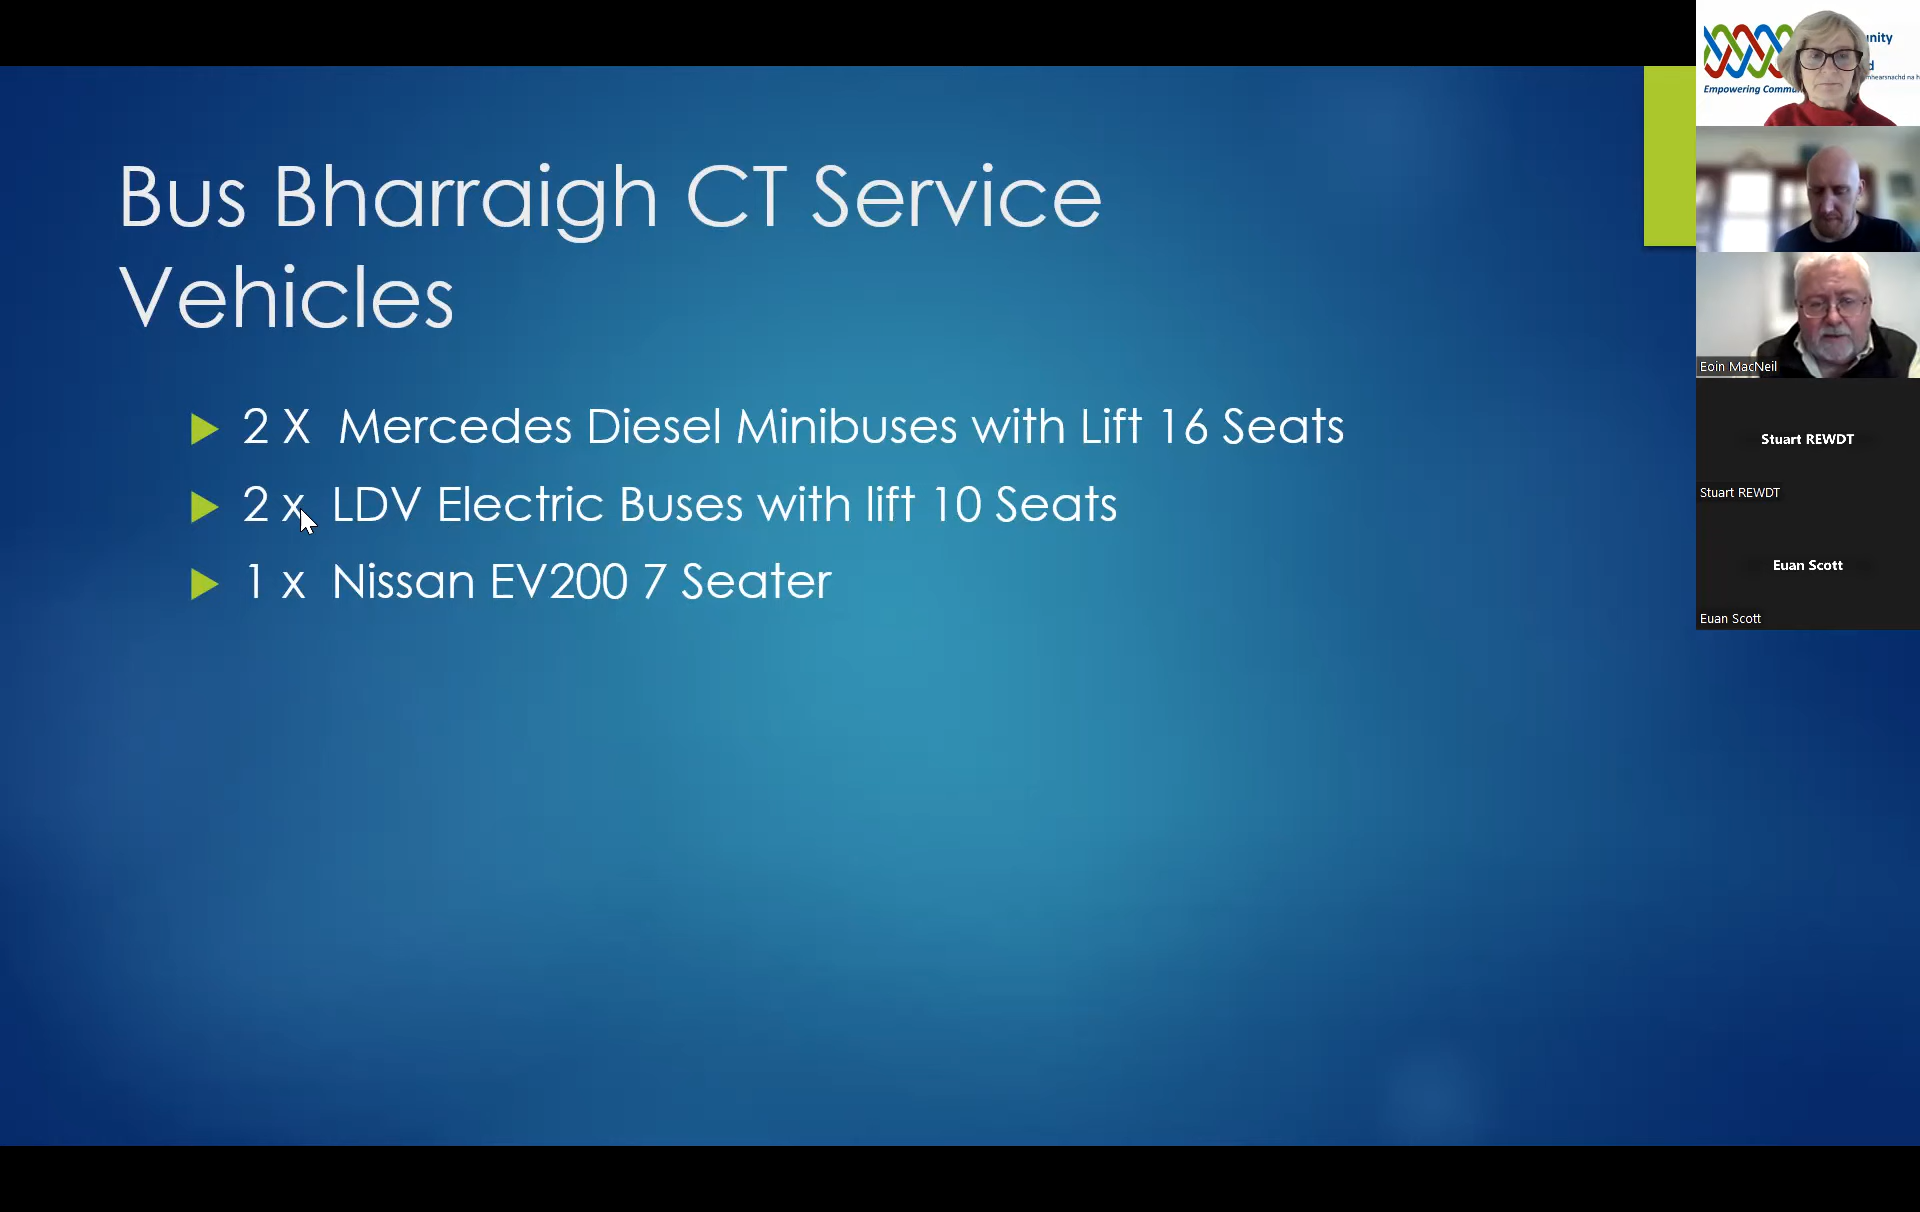 Bus Bharraigh CT Service
Vehicles
2 X Mercedes Diesel Minibuses with Lift 16 Seats
2 x LDV Electric Buses with lift 10 Seats
1 x Nissan EV200 7 Seater
Empowering
Eoin MacNeil
Stuart REWDT
Stuart REWDT
Euan Scott
Euan Scott